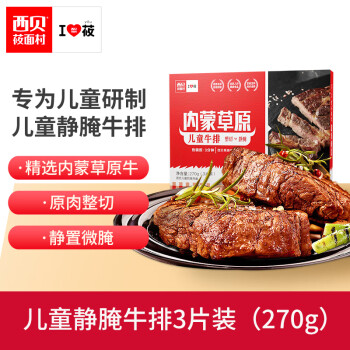 西贝
莜面村
I ❤ 莜
专为儿童研制
儿童静腌牛排
精选内蒙草原牛
原肉整切
静置微腌
西贝
内蒙草原
儿童牛排
儿童静腌牛排3片装（270g）